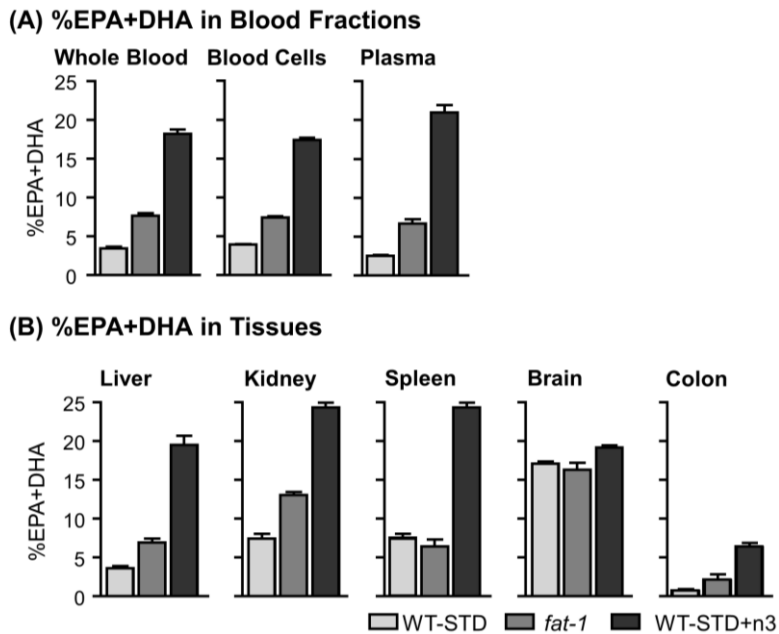 (A) %EPA+DHA in Blood Fractions
Whole Blood Blood Cells Plasma
25
20
15
10
5
0
%EPA+DHA
(B) %EPA+DHA in Tissues
Liver Kidney Spleen Brain Colon
25
20
15
10
5
0
%EPA+DHA
WT-STD fat-1 WT-STD+n3